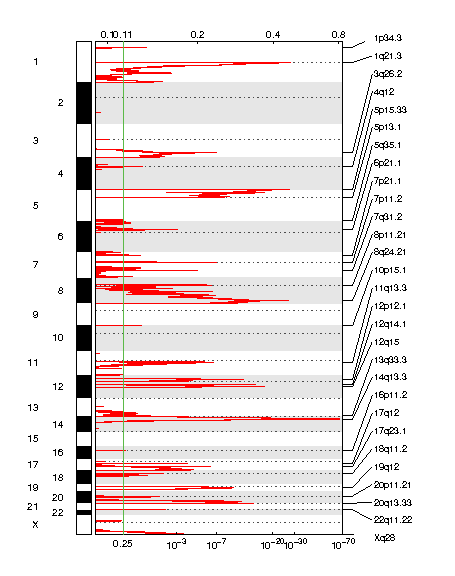 0.1 0.11 0.2 0.4 0.8
1
2
3
4
5
6
7
8
9
10
11
12
13
14
15
16
17
18
19
20
21
22
X
1p34.3
1q21.3
3q26.2
4q12
5p15.33
5p13.1
5q35.1
6p21.1
7p21.1
7p11.2
7q31.2
8p11.21
8q24.21
10p15.1
11q13.3
12p12.1
12q14.1
12q15
13q33.3
14q13.3
16p11.2
17q12
17q23.1
18q11.2
19q12
20p11.21
20q13.33
22q11.22
Xq28
0.25 10⁻³ 10⁻⁷ 10⁻²⁰ 10⁻³⁰ 10⁻⁷⁰